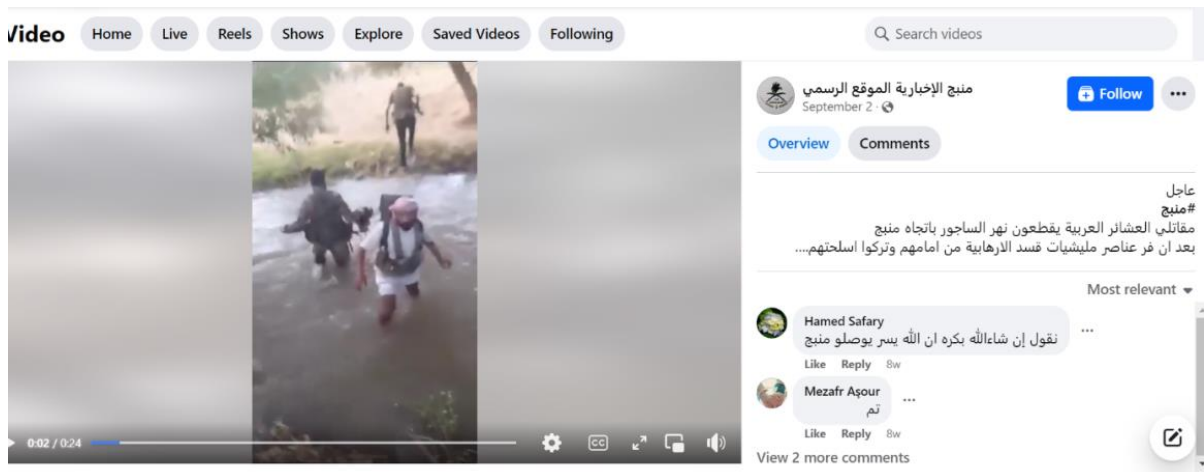 Video
Home
Live
Reels
Shows
Explore
Saved Videos
Following
Search videos
منبج الإخبارية الموقع الرسمي
September 2 ·
Follow
Overview
Comments
عاجل
#منبج
مقاتلي العشائر العربية يقطعون نهر الساجور باتجاه منبج
بعد ان فر عناصر مليشيات قسد الارهابية من امامهم وتركوا اسلحتهم....
Most relevant
Hamed Safary
نقول إن شاءالله بكره ان الله يسر يوصلو منبج
Like Reply 8w
Mezafr Aşour
تم
Like Reply 8w
View 2 more comments
0:02 / 0:24
CC